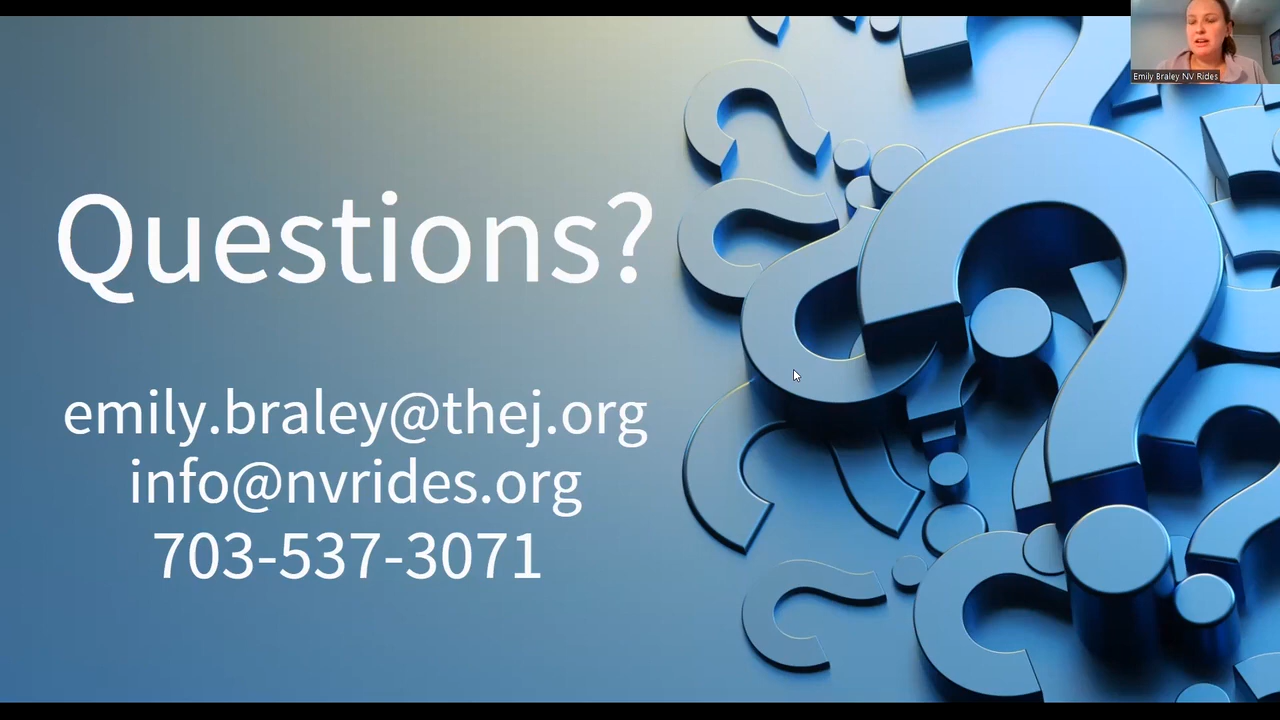 Emily Braley NV Rides
Questions?
emily.braley@thej.org
info@nvrides.org
703-537-3071